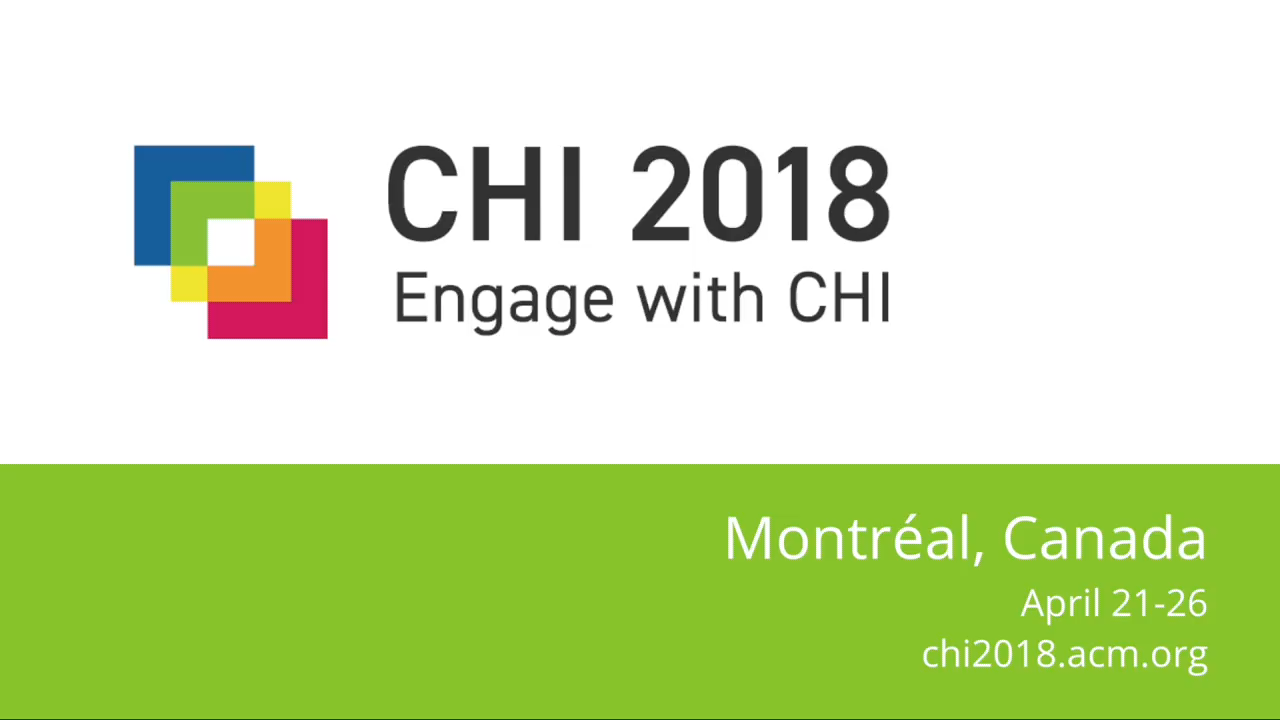 CHI 2018
Engage with CHI
Montréal, Canada
April 21-26
chi2018.acm.org